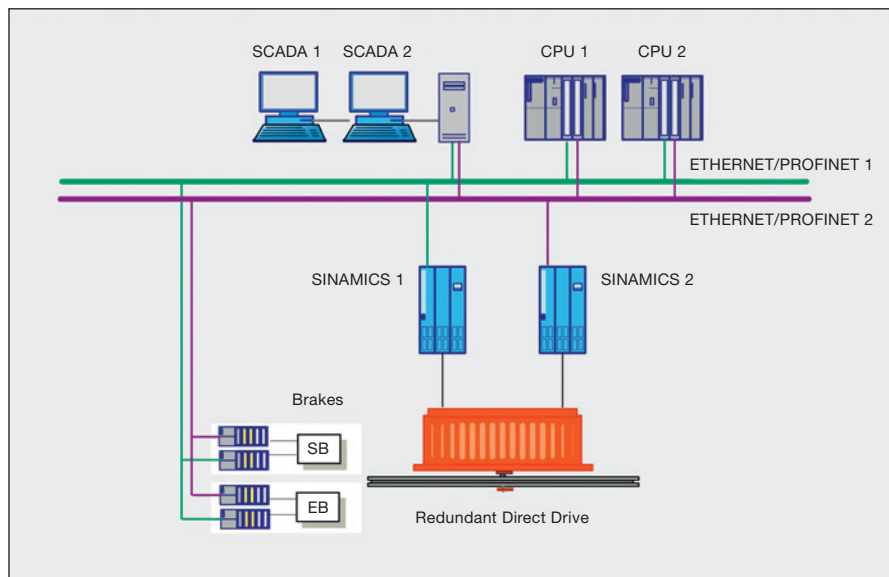 SCADA 1 SCADA 2 CPU 1 CPU 2
ETHERNET/PROFINET 1
ETHERNET/PROFINET 2
SINAMICS 1 SINAMICS 2
Brakes
SB
EB
Redundant Direct Drive